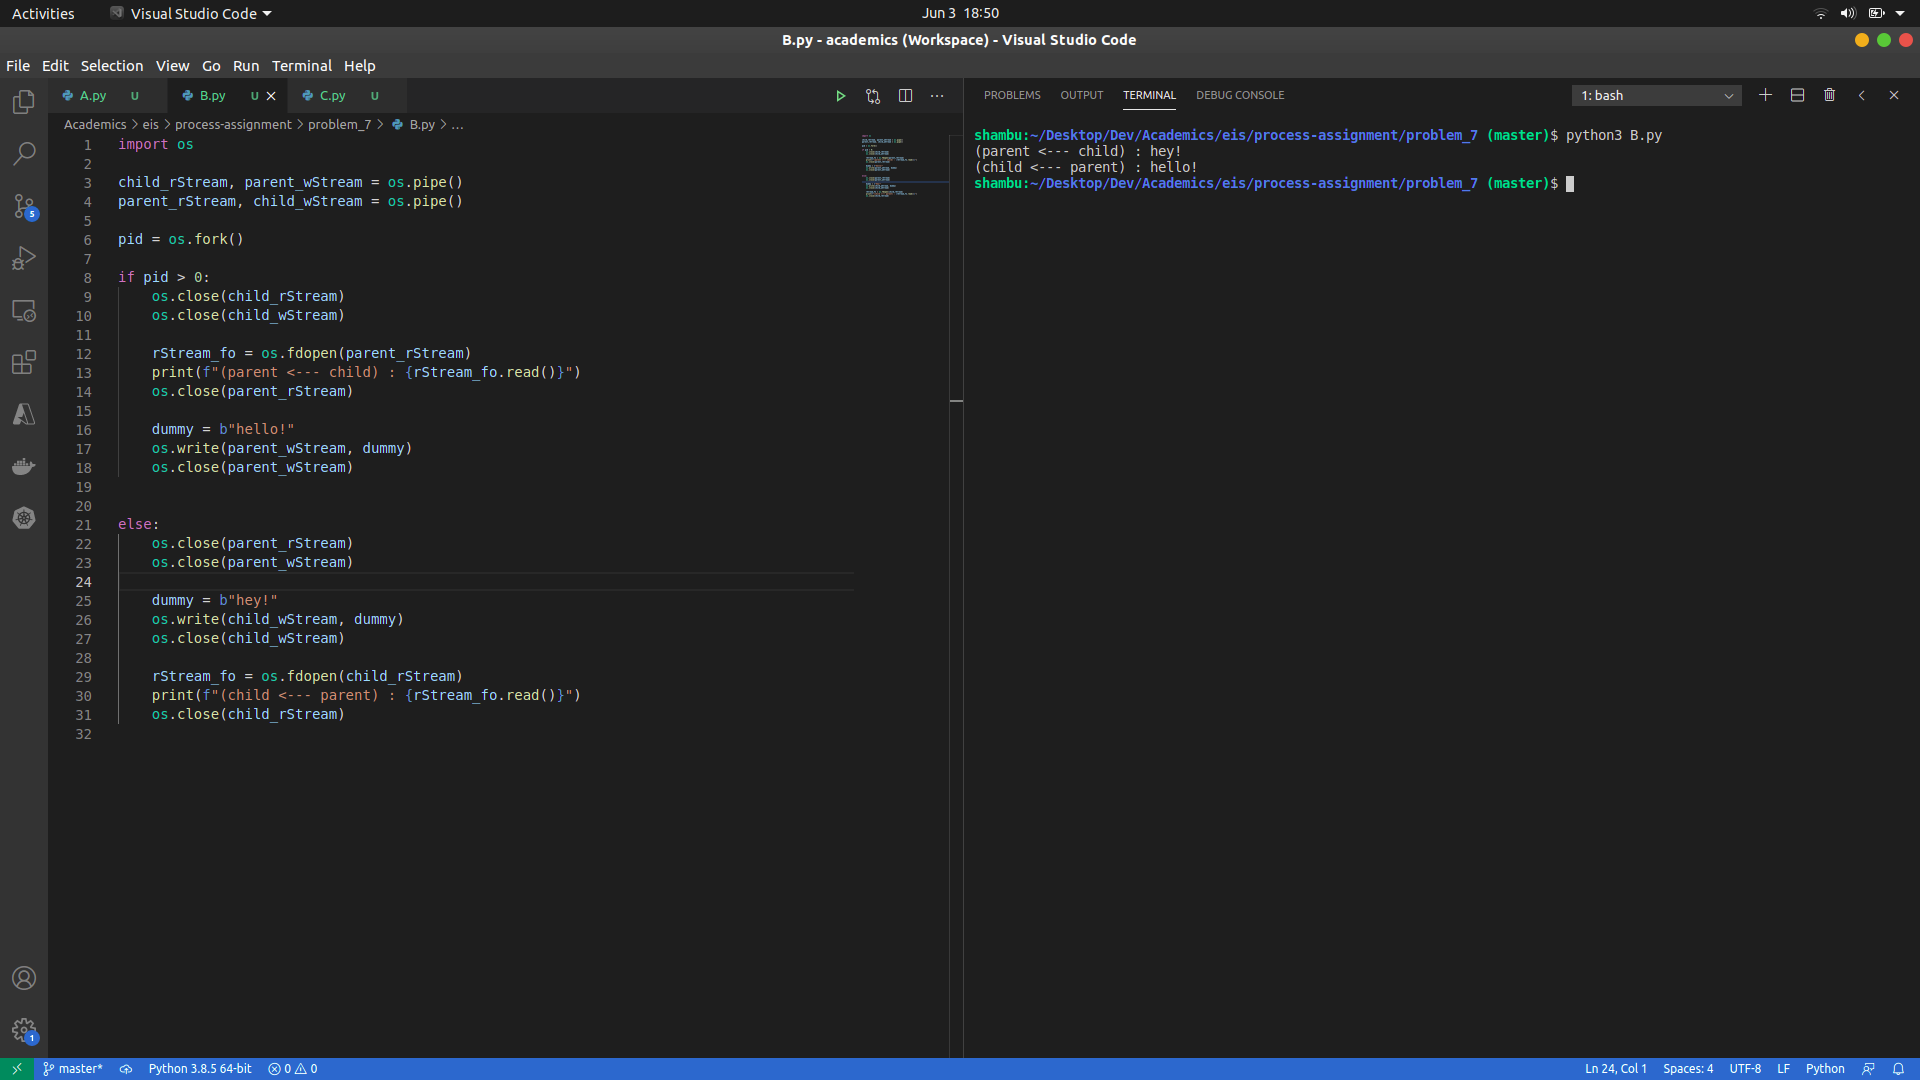 Activities Visual Studio Code Jun 3 18:50
B.py - academics (Workspace) - Visual Studio Code
File Edit Selection View Go Run Terminal Help
A.py U B.py U C.py U
Academics > eis > process-assignment > problem_7 > B.py > ...
1 import os
2
3 child_rStream, parent_wStream = os.pipe()
4 parent_rStream, child_wStream = os.pipe()
5
6 pid = os.fork()
7
8 if pid > 0:
9 os.close(child_rStream)
10 os.close(child_wStream)
11
12 rStream_fo = os.fdopen(parent_rStream)
13 print(f"(parent <--- child) : {rStream_fo.read()}")
14 os.close(parent_rStream)
15
16 dummy = b"hello!"
17 os.write(parent_wStream, dummy)
18 os.close(parent_wStream)
19
20
21 else:
22 os.close(parent_rStream)
23 os.close(parent_wStream)
24
25 dummy = b"hey!"
26 os.write(child_wStream, dummy)
27 os.close(child_wStream)
28
29 rStream_fo = os.fdopen(child_rStream)
30 print(f"(child <--- parent) : {rStream_fo.read()}")
31 os.close(child_rStream)
32
PROBLEMS OUTPUT TERMINAL DEBUG CONSOLE 1: bash
shambu:~/Desktop/Dev/Academics/eis/process-assignment/problem_7 (master)$ python3 B.py
(parent <--- child) : hey!
(child <--- parent) : hello!
shambu:~/Desktop/Dev/Academics/eis/process-assignment/problem_7 (master)$
5
1
master* Python 3.8.5 64-bit 0 0 Ln 24, Col 1 Spaces: 4 UTF-8 LF Python